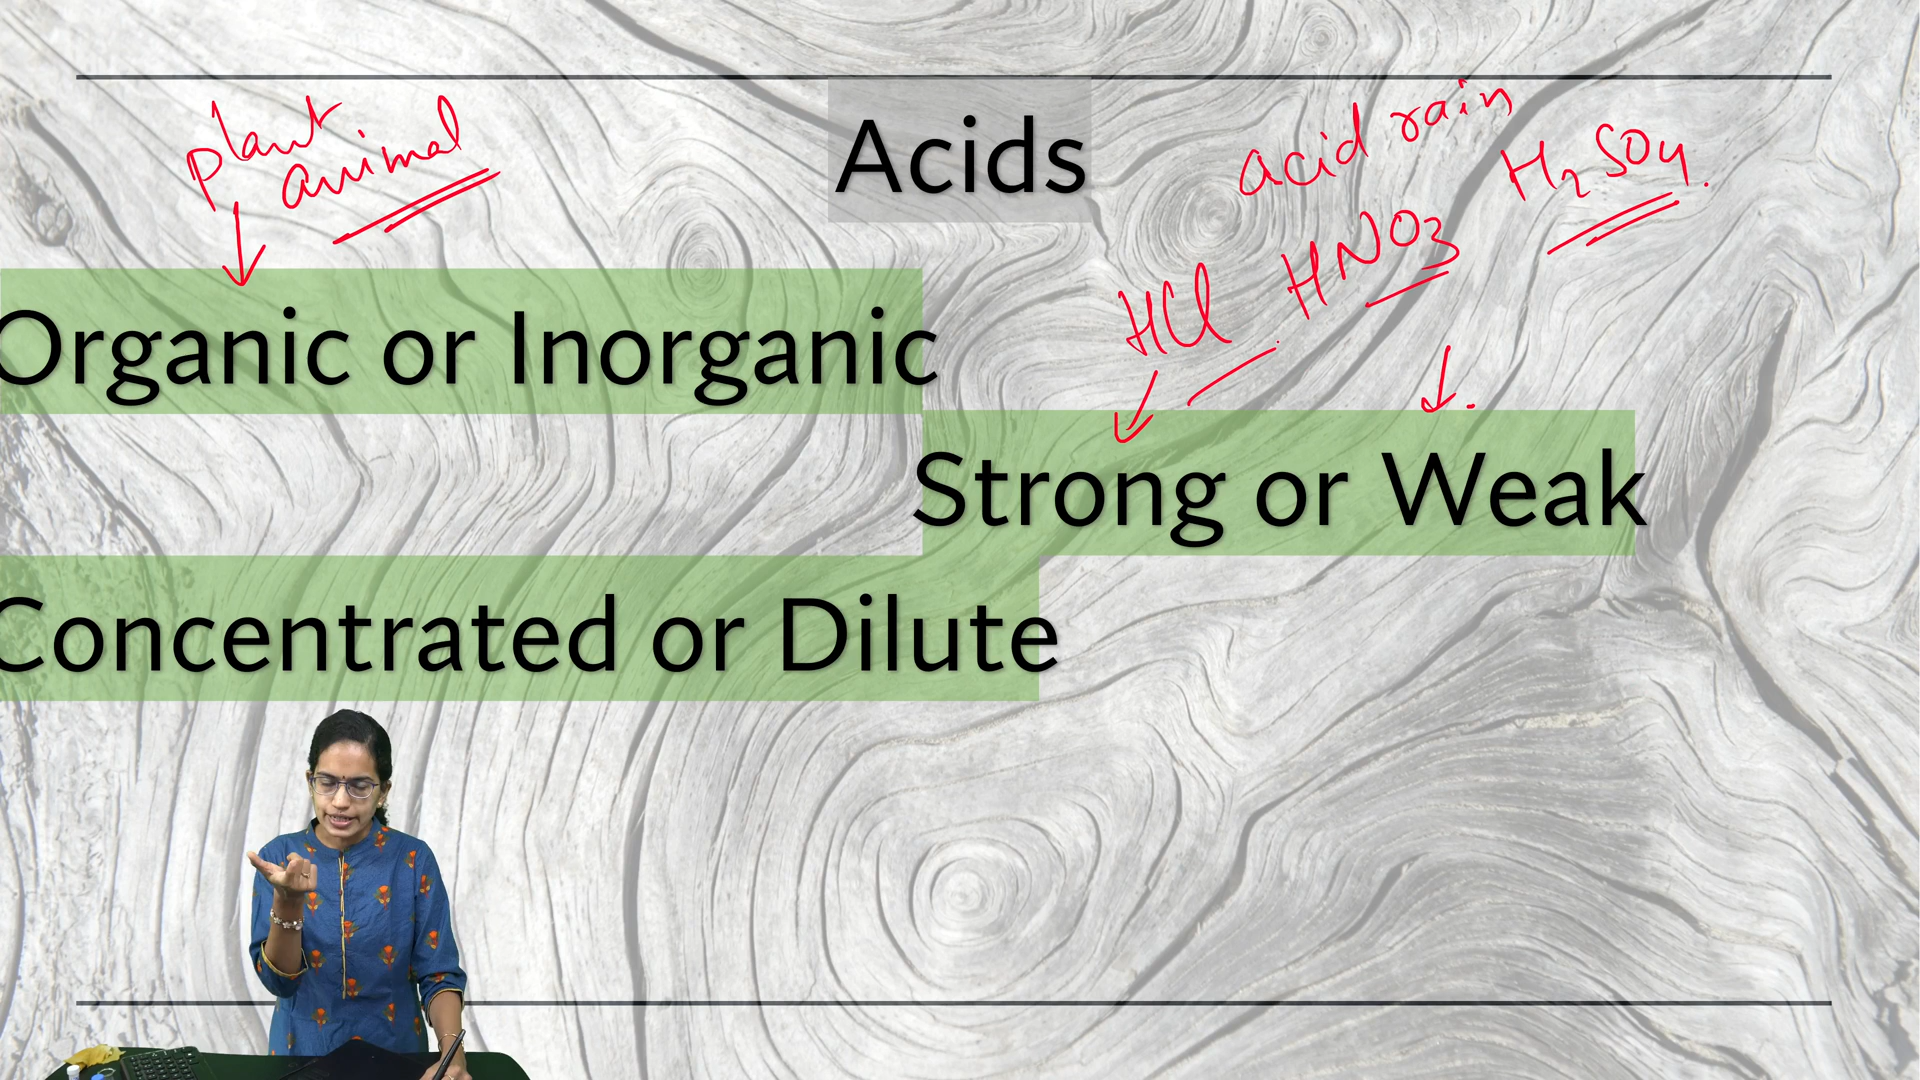 Acids
plant
animal
acid rain
HCl HNO3 H2SO4
Organic or Inorganic
Strong or Weak
Concentrated or Dilute